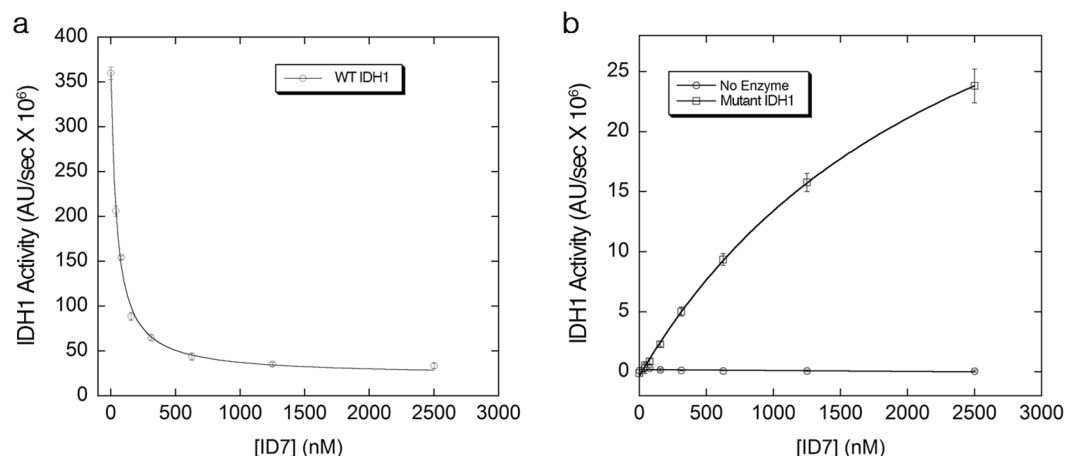 a
IDH1 Activity (AU/sec X 10⁶)
400
350
300
250
200
150
100
50
0
WT IDH1
0 500 1000 1500 2000 2500 3000
[ID7] (nM)
b
IDH1 Activity (AU/sec X 10⁶)
25
20
15
10
5
0
No Enzyme
Mutant IDH1
0 500 1000 1500 2000 2500 3000
[ID7] (nM)